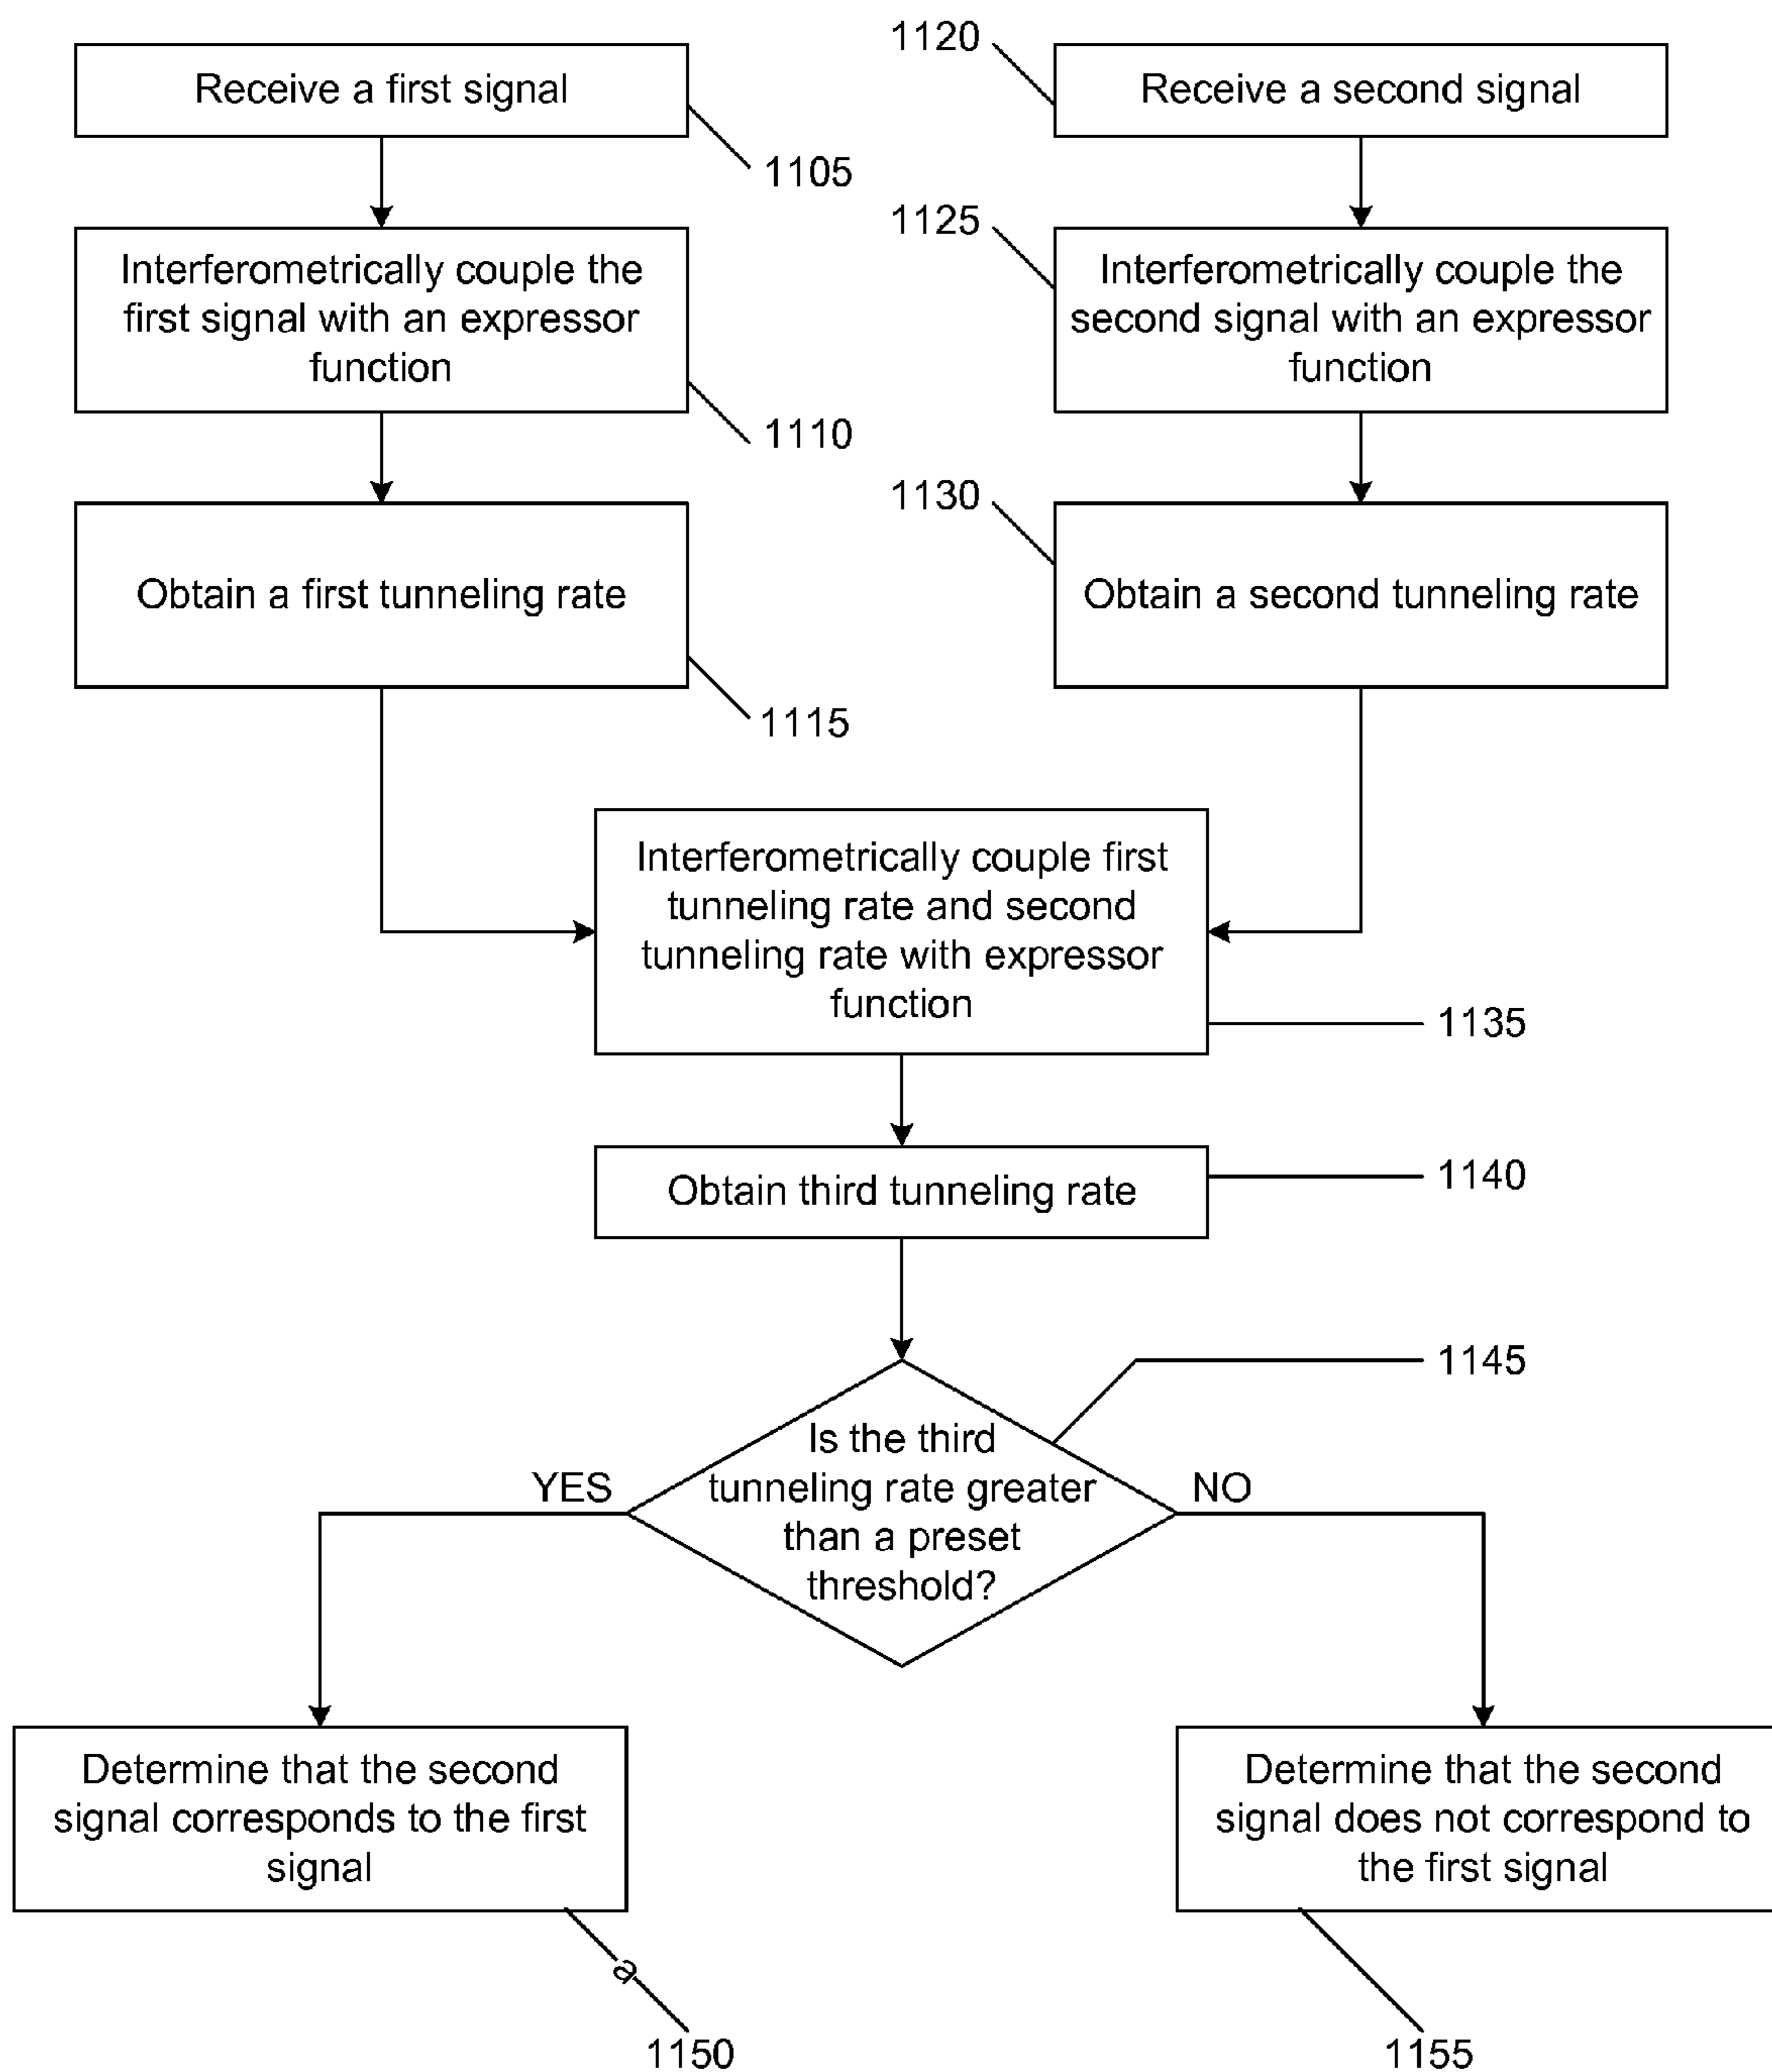 1120
Receive a first signal
Receive a second signal
1105
1125
Interferometrically couple the
first signal with an expressor
function
Interferometrically couple the
second signal with an expressor
function
1110
1130
Obtain a first tunneling rate
Obtain a second tunneling rate
1115
Interferometrically couple first
tunneling rate and second
tunneling rate with expressor
function
1135
Obtain third tunneling rate
1140
1145
Is the third
tunneling rate greater
than a preset
threshold?
YES
NO
Determine that the second
signal corresponds to the first
signal
Determine that the second
signal does not correspond to
the first signal
a
1150
1155